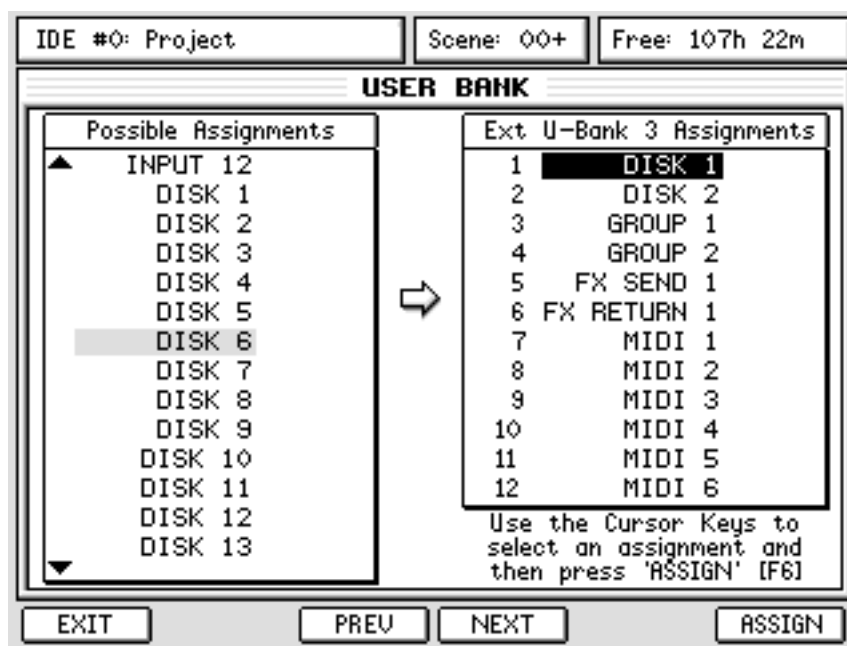 IDE #0: Project
Scene: 00+
Free: 107h 22m
USER BANK
Possible Assignments
INPUT 12
DISK 1
DISK 2
DISK 3
DISK 4
DISK 5
DISK 6
DISK 7
DISK 8
DISK 9
DISK 10
DISK 11
DISK 12
DISK 13
Ext U-Bank 3 Assignments
1 DISK 1
2 DISK 2
3 GROUP 1
4 GROUP 2
5 FX SEND 1
6 FX RETURN 1
7 MIDI 1
8 MIDI 2
9 MIDI 3
10 MIDI 4
11 MIDI 5
12 MIDI 6
Use the Cursor Keys to
select an assignment and
then press 'ASSIGN' [F6]
EXIT
PREV
NEXT
ASSIGN